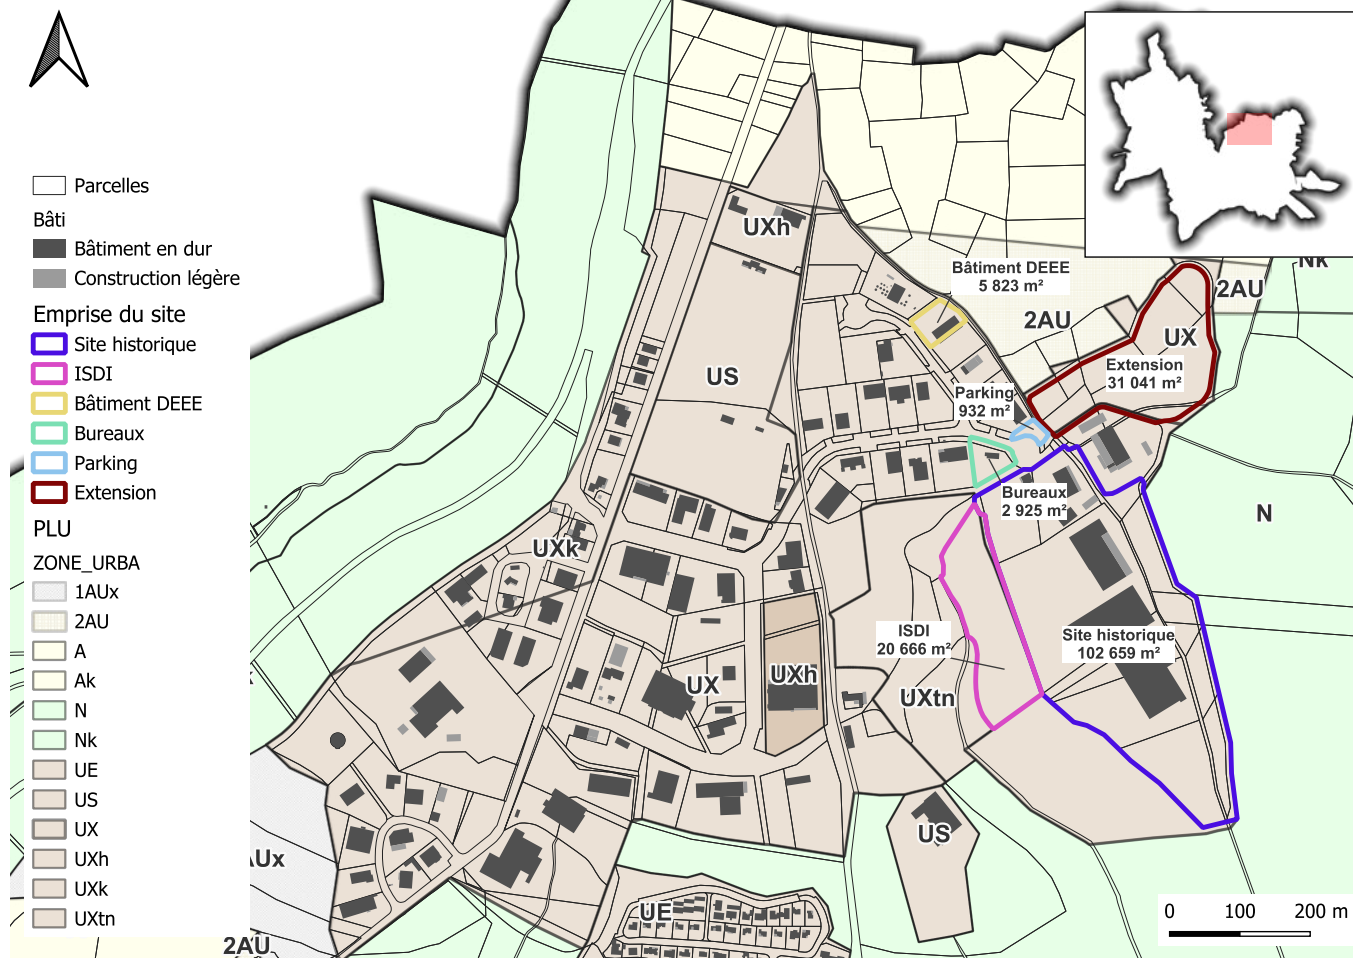 Parcelles
Bâti
Bâtiment en dur
Construction légère
Emprise du site
Site historique
ISDI
Bâtiment DEEE
Bureaux
Parking
Extension
PLU
ZONE_URBA
1AUx
2AU
A
Ak
N
Nk
UE
US
UX
UXh
UXk
UXtn
UXh
Bâtiment DEEE
5 823 m²
Nk
2AU
2AU
UX
Extension
31 041 m²
US
Parking
932 m²
Bureaux
2 925 m²
N
UXk
ISDI
20 666 m²
Site historique
102 659 m²
UX
UXh
UXtn
US
AUx
UE
2AU
0 100 200 m